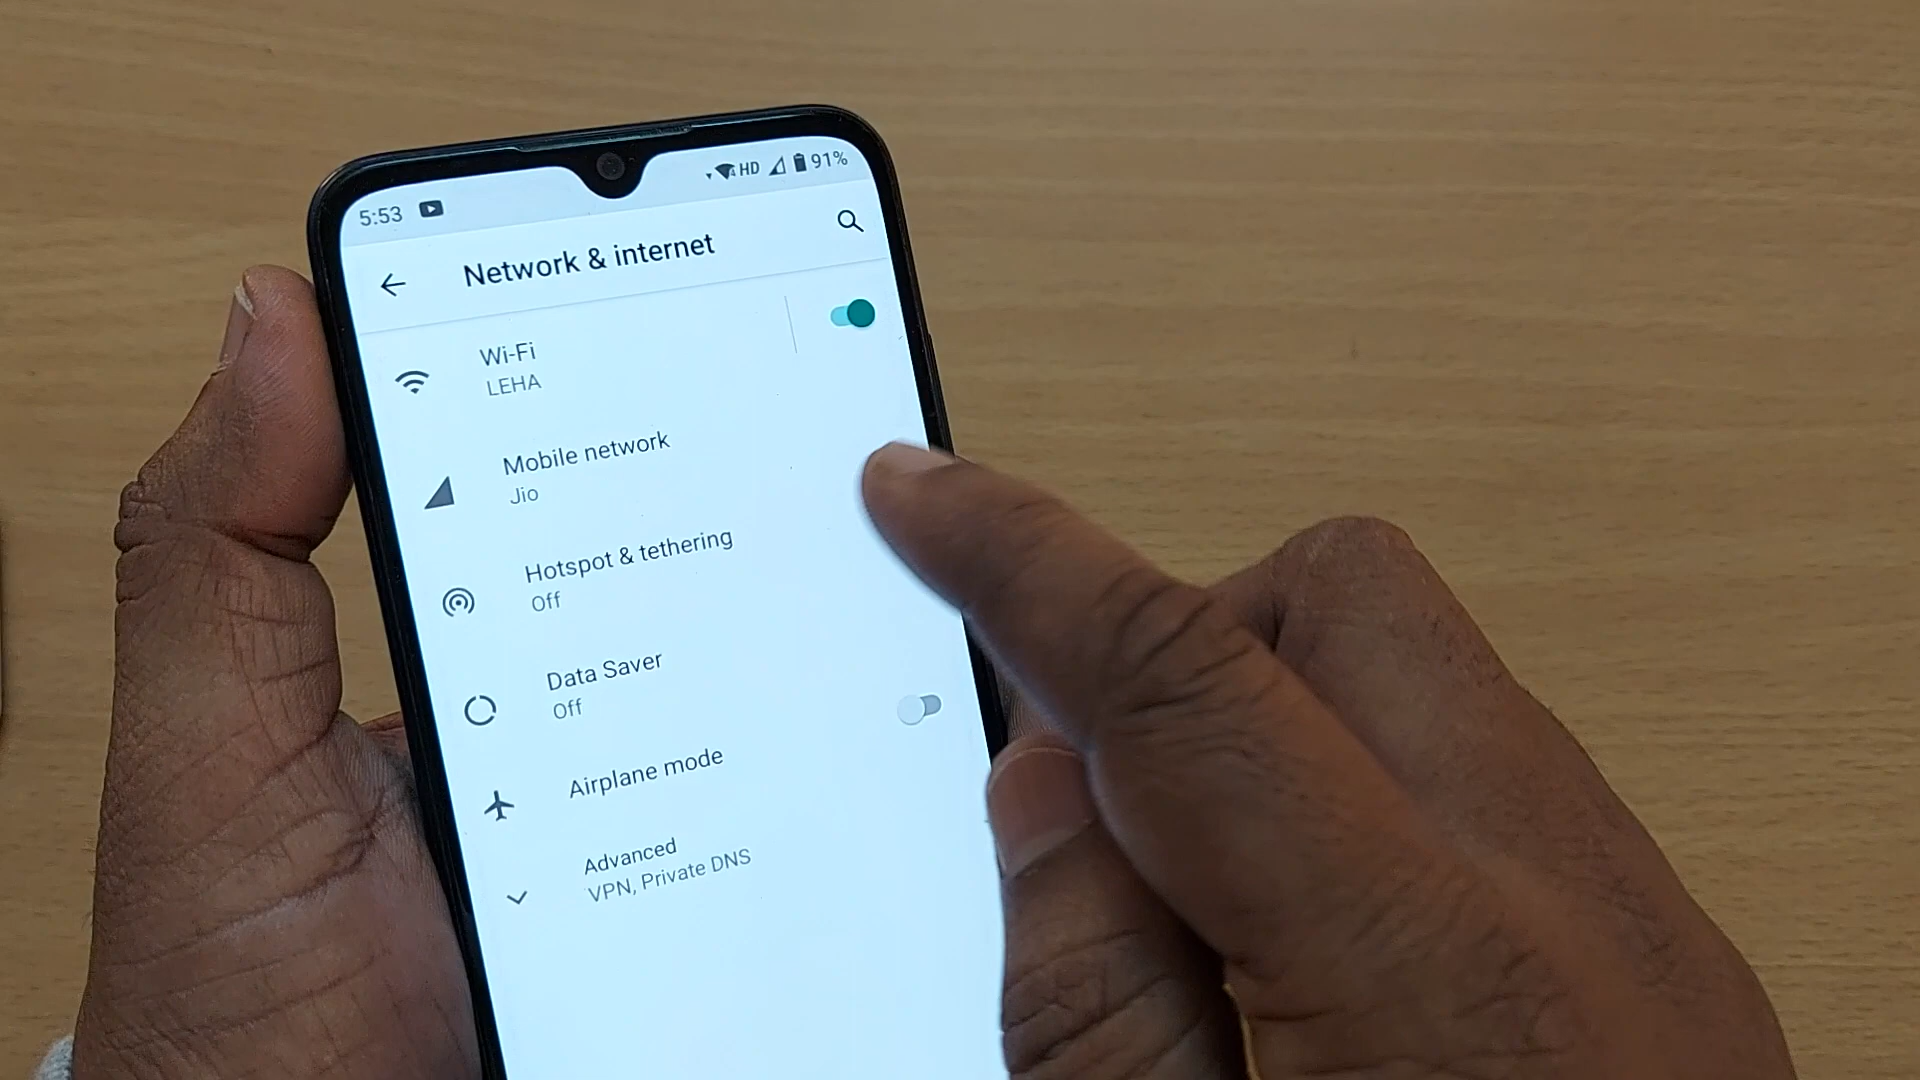 5:53 HD 91%
Network & internet
Wi-Fi
LEHA
Mobile network
Jio
Hotspot & tethering
Off
Data Saver
Off
Airplane mode
Advanced
VPN, Private DNS